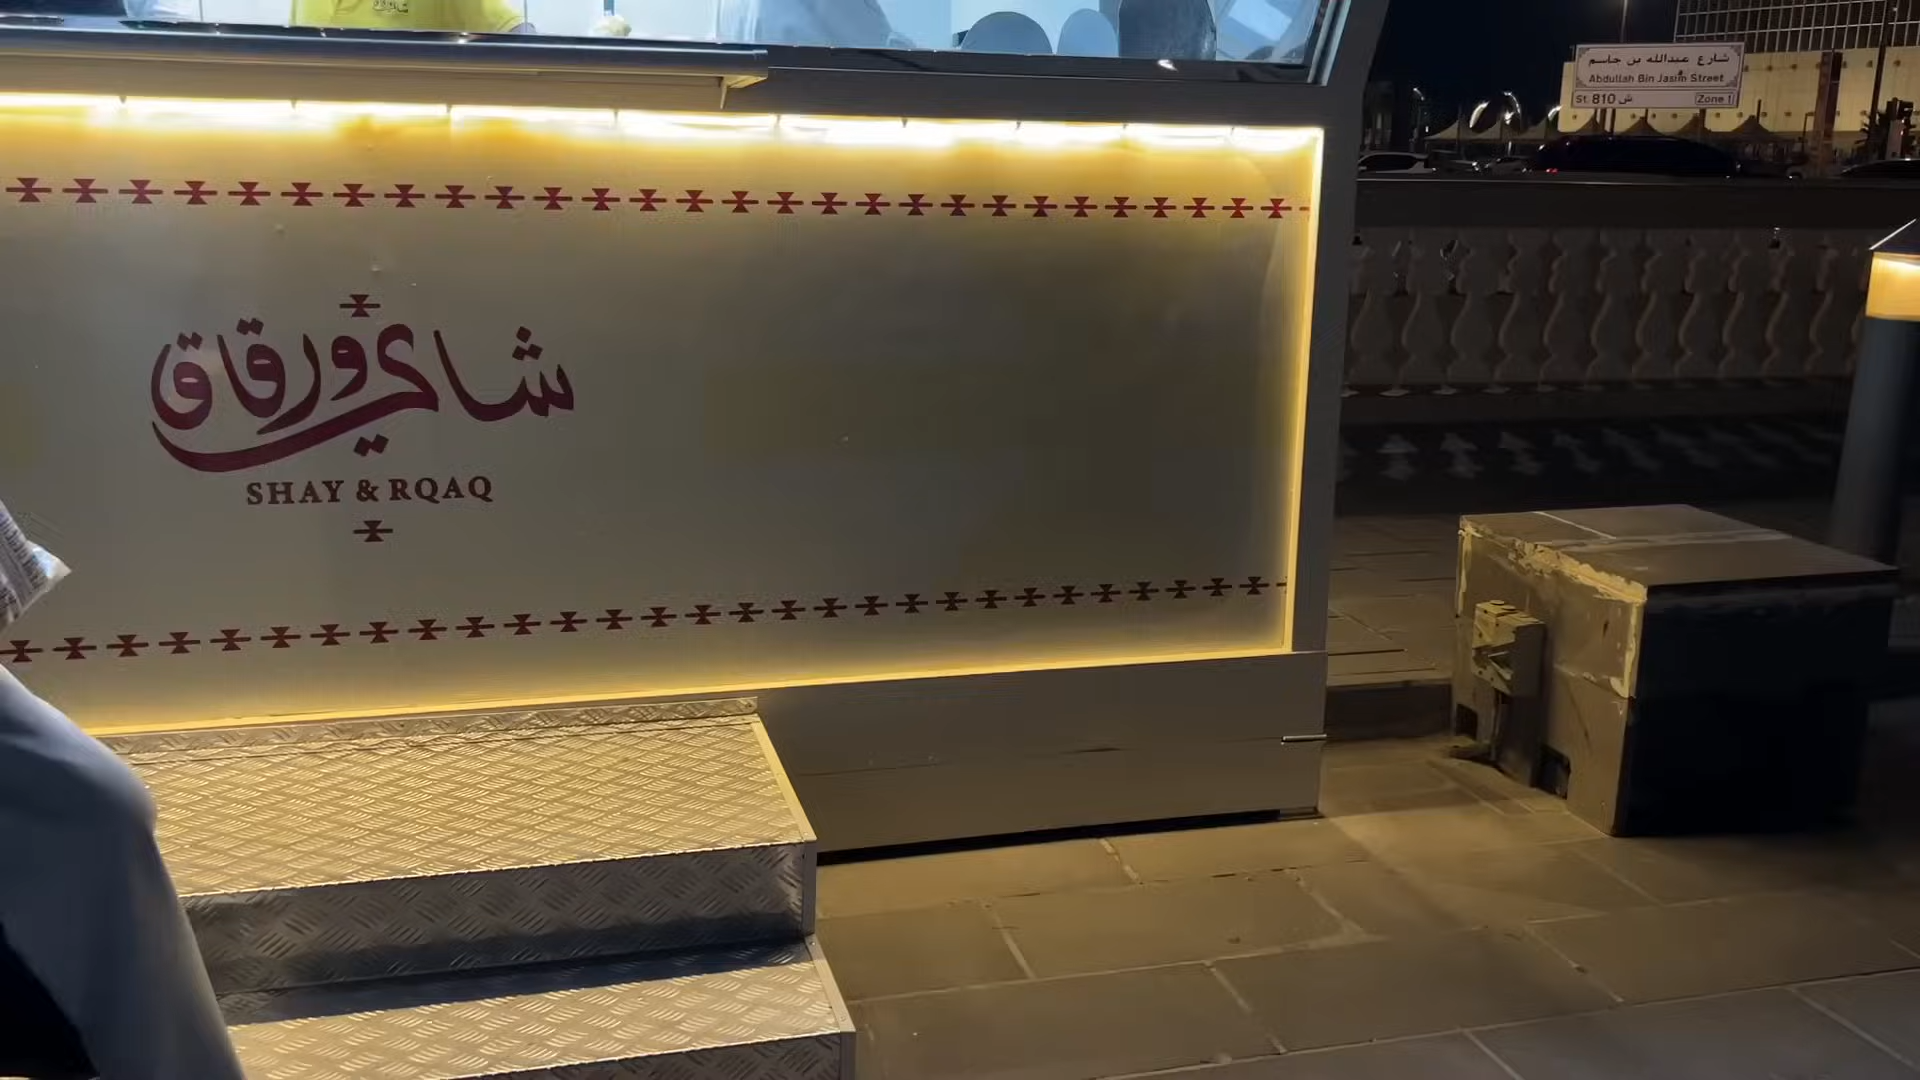 شارع عبدالله بن جاسم
Abdullah Bin Jasim Street
St. 810 ش
Zone 1
شاي ورقاق
SHAY & RQAQ